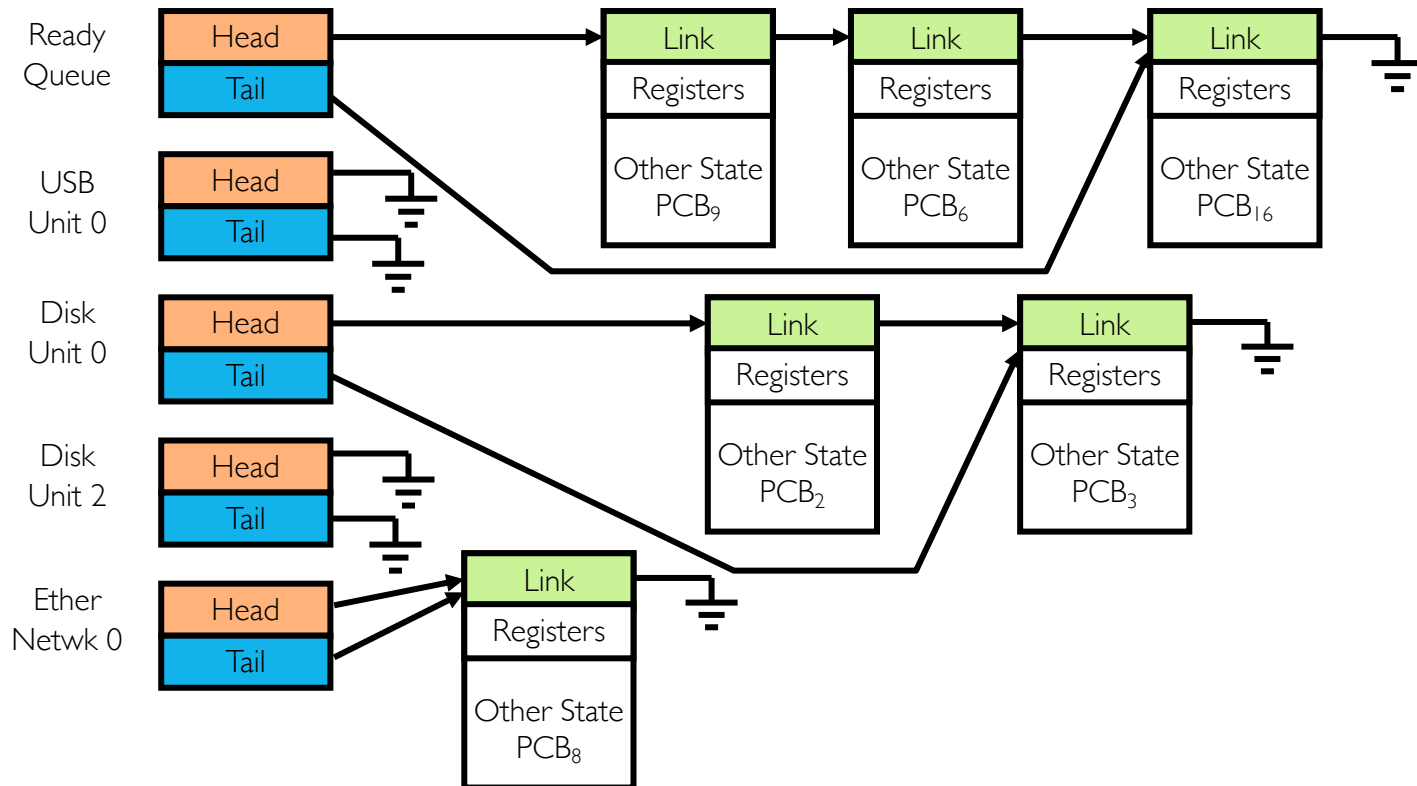 Ready
Queue
Head
Tail
Link
Registers
Other State
PCB₉
Link
Registers
Other State
PCB₆
Link
Registers
Other State
PCB₁₆
USB
Unit 0
Head
Tail
Disk
Unit 0
Head
Tail
Link
Registers
Other State
PCB₂
Link
Registers
Other State
PCB₃
Disk
Unit 2
Head
Tail
Ether
Netwk 0
Head
Tail
Link
Registers
Other State
PCB₈